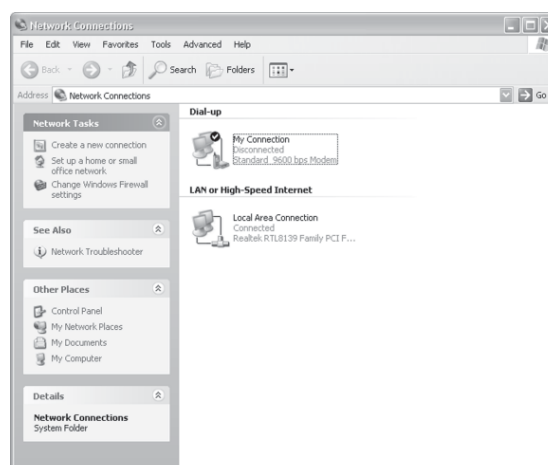 Network Connections
File Edit View Favorites Tools Advanced Help
Back Search Folders
Address Network Connections Go
Network Tasks
Create a new connection
Set up a home or small
office network
Change Windows Firewall
settings
See Also
Network Troubleshooter
Other Places
Control Panel
My Network Places
My Documents
My Computer
Details
Network Connections
System Folder
Dial-up
My Connection
Disconnected
Standard 9600 bps Modem
LAN or High-Speed Internet
Local Area Connection
Connected
Realtek RTL8139 Family PCI F...